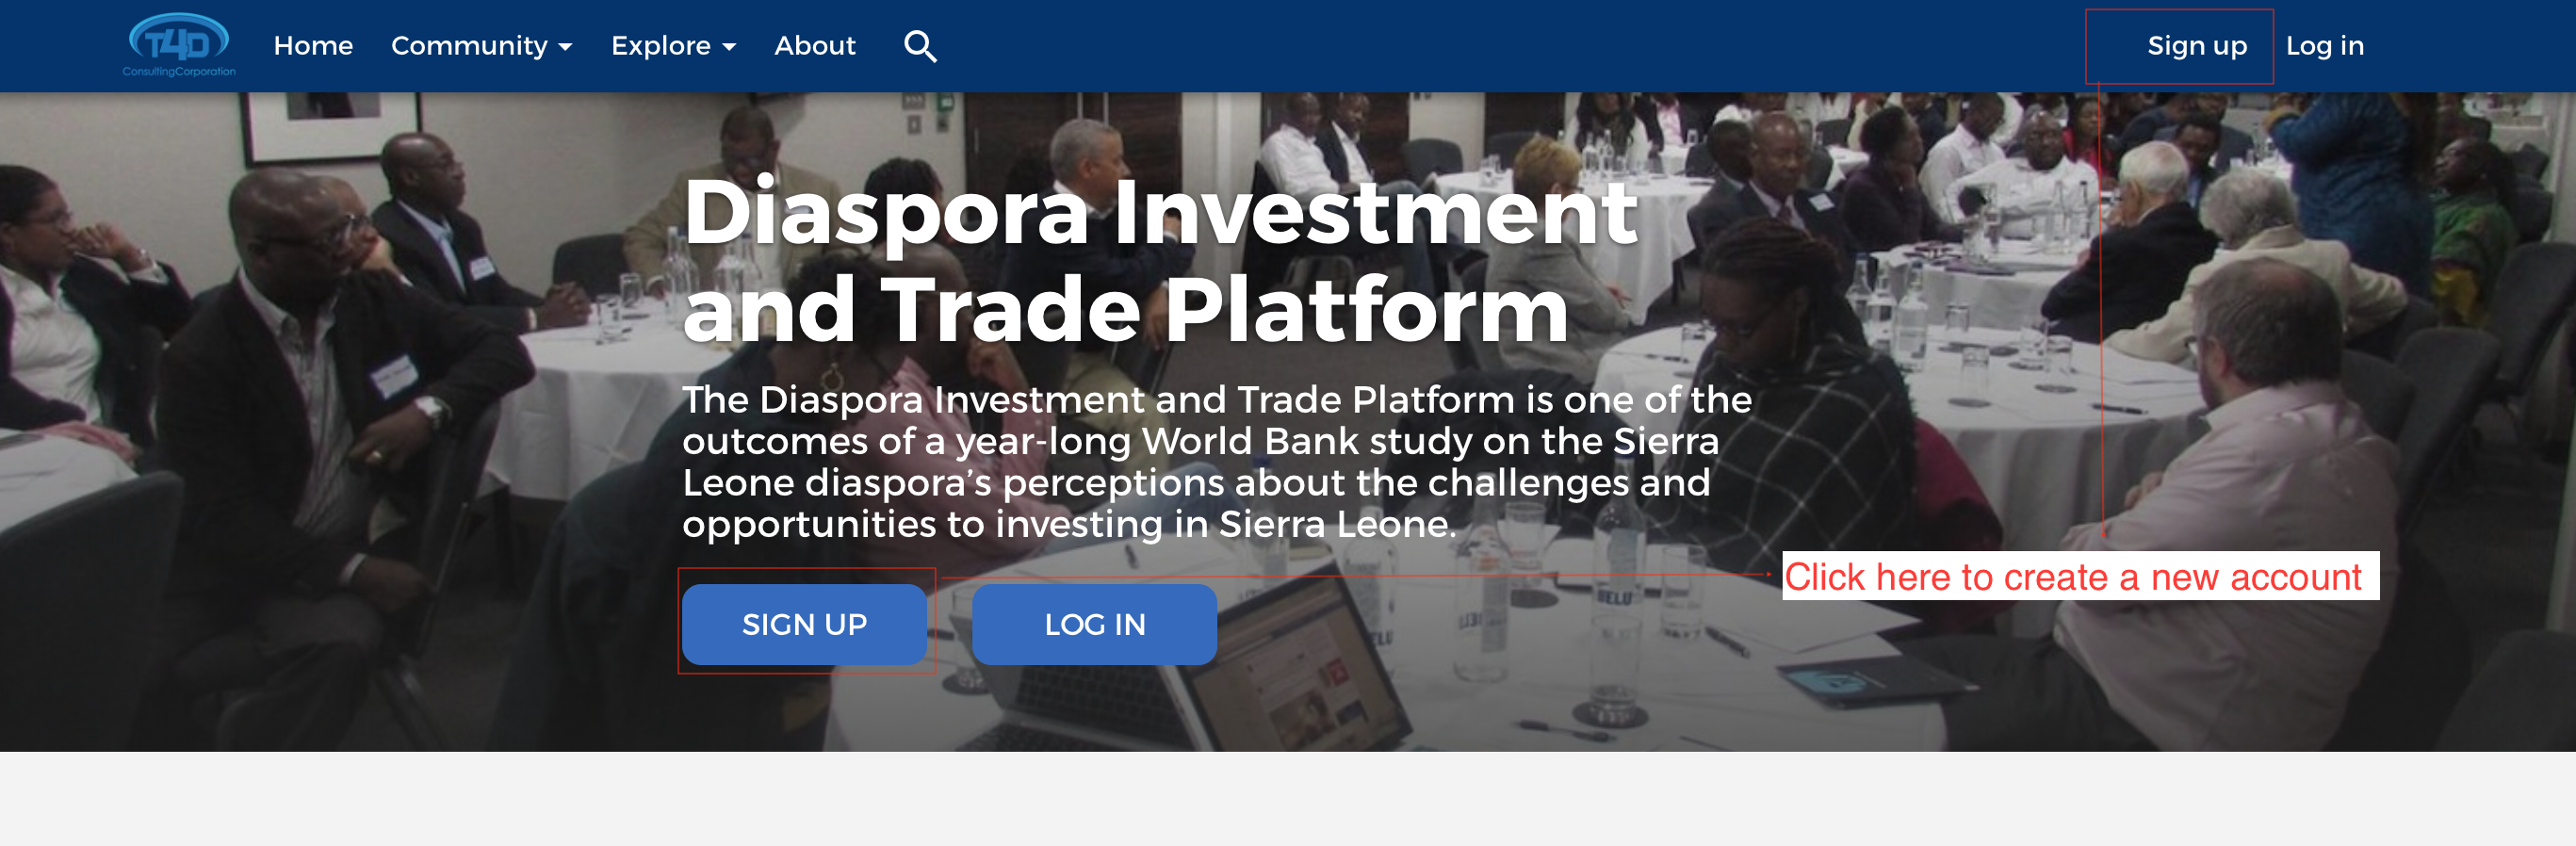 T4D
ConsultingCorporation
Home
Community
Explore
About
Sign up
Log in
Diaspora Investment
and Trade Platform
The Diaspora Investment and Trade Platform is one of the
outcomes of a year-long World Bank study on the Sierra
Leone diaspora’s perceptions about the challenges and
opportunities to investing in Sierra Leone.
SIGN UP
LOG IN
Click here to create a new account
BELU